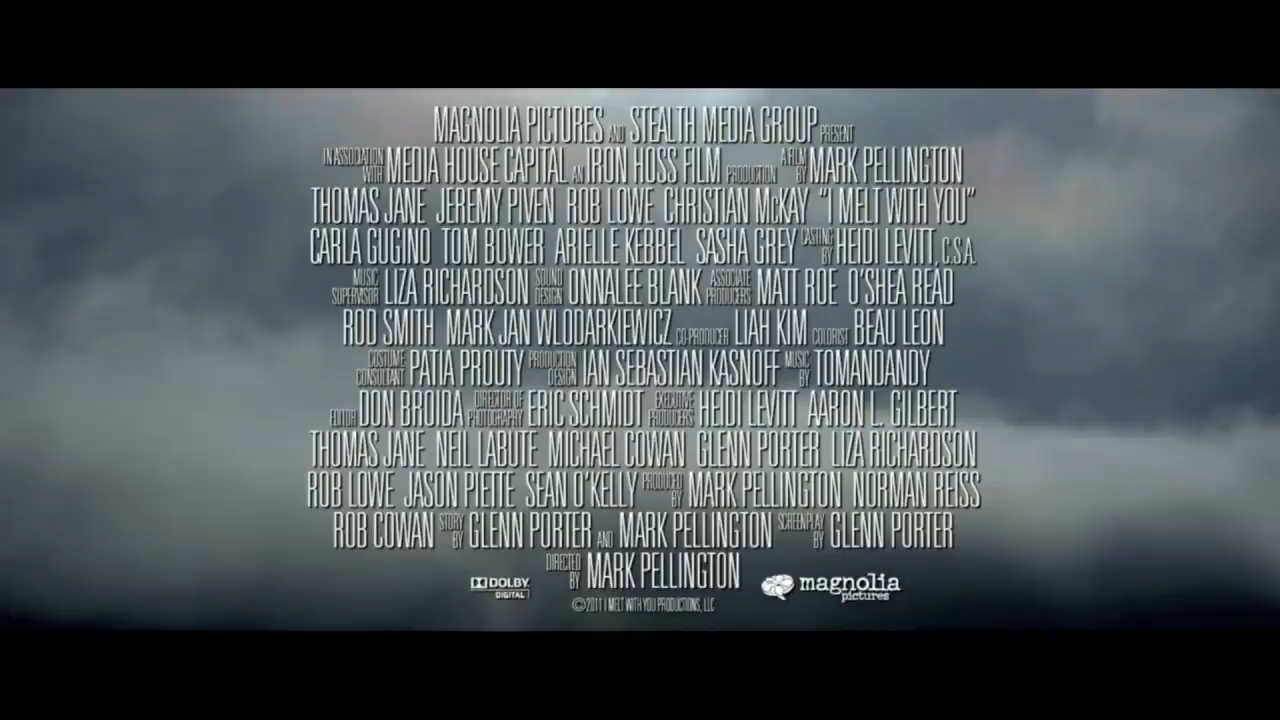 MAGNOLIA PICTURES AND STEALTH MEDIA GROUP PRESENT
IN ASSOCIATION WITH MEDIA HOUSE CAPITAL AN IRON HOSS FILM PRODUCTION A FILM BY MARK PELLINGTON
THOMAS JANE JEREMY PIVEN ROB LOWE CHRISTIAN McKAY "I MELT WITH YOU"
CARLA GUGINO TOM BOWER ARIELLE KEBBEL SASHA GREY CASTING BY HEIDI LEVITT, C.S.A.
MUSIC SUPERVISOR LIZA RICHARDSON SOUND DESIGN ONNALEE BLANK ASSOCIATE PRODUCERS MATT ROE O'SHEA READ
ROD SMITH MARK JAN WLODARKIEWICZ CO-PRODUCER LIAH KIM COLORIST BEAU LEON
COSTUME CONSULTANT PATIA PROUTY PRODUCTION DESIGN IAN SEBASTIAN KASNOFF MUSIC BY TOMANDANDY
EDITOR DON BROIDA DIRECTOR OF PHOTOGRAPHY ERIC SCHMIDT EXECUTIVE PRODUCERS HEIDI LEVITT AARON L. GILBERT
THOMAS JANE NEIL LABUTE MICHAEL COWAN GLENN PORTER LIZA RICHARDSON
ROB LOWE JASON PIETTE SEAN O'KELLY PRODUCED BY MARK PELLINGTON NORMAN REISS
ROB COWAN STORY BY GLENN PORTER AND MARK PELLINGTON SCREENPLAY BY GLENN PORTER
DIRECTED BY MARK PELLINGTON
DOLBY DIGITAL
magnolia pictures
©2011 I MELT WITH YOU PRODUCTIONS, LLC